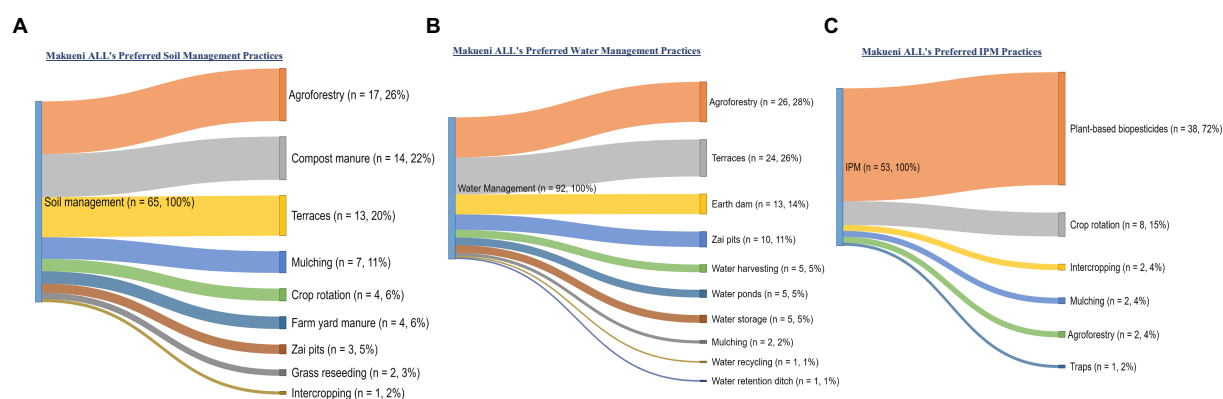 A
Makueni ALL's Preferred Soil Management Practices
Agroforestry (n = 17, 26%)
Compost manure (n = 14, 22%)
Soil management (n = 65, 100%)
Terraces (n = 13, 20%)
Mulching (n = 7, 11%)
Crop rotation (n = 4, 6%)
Farm yard manure (n = 4, 6%)
Zai pits (n = 3, 5%)
Grass reseeding (n = 2, 3%)
Intercropping (n = 1, 2%)
B
Makueni ALL's Preferred Water Management Practices
Agroforestry (n = 26, 28%)
Terraces (n = 24, 26%)
Water Management (n = 92, 100%)
Earth dam (n = 13, 14%)
Zai pits (n = 10, 11%)
Water harvesting (n = 5, 5%)
Water ponds (n = 5, 5%)
Water storage (n = 5, 5%)
Mulching (n = 2, 2%)
Water recycling (n = 1, 1%)
Water retention ditch (n = 1, 1%)
C
Makueni ALL's Preferred IPM Practices
Plant-based biopesticides (n = 38, 72%)
IPM (n = 53, 100%)
Crop rotation (n = 8, 15%)
Intercropping (n = 2, 4%)
Mulching (n = 2, 4%)
Agroforestry (n = 2, 4%)
Traps (n = 1, 2%)